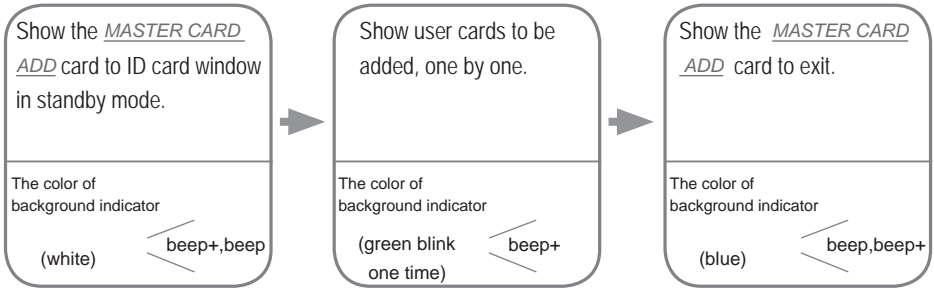 Show the MASTER CARD
ADD card to ID card window
in standby mode.
The color of
background indicator
(white)
beep+,beep
Show user cards to be
added, one by one.
The color of
background indicator
(green blink
one time)
beep+
Show the MASTER CARD
ADD card to exit.
The color of
background indicator
(blue)
beep,beep+